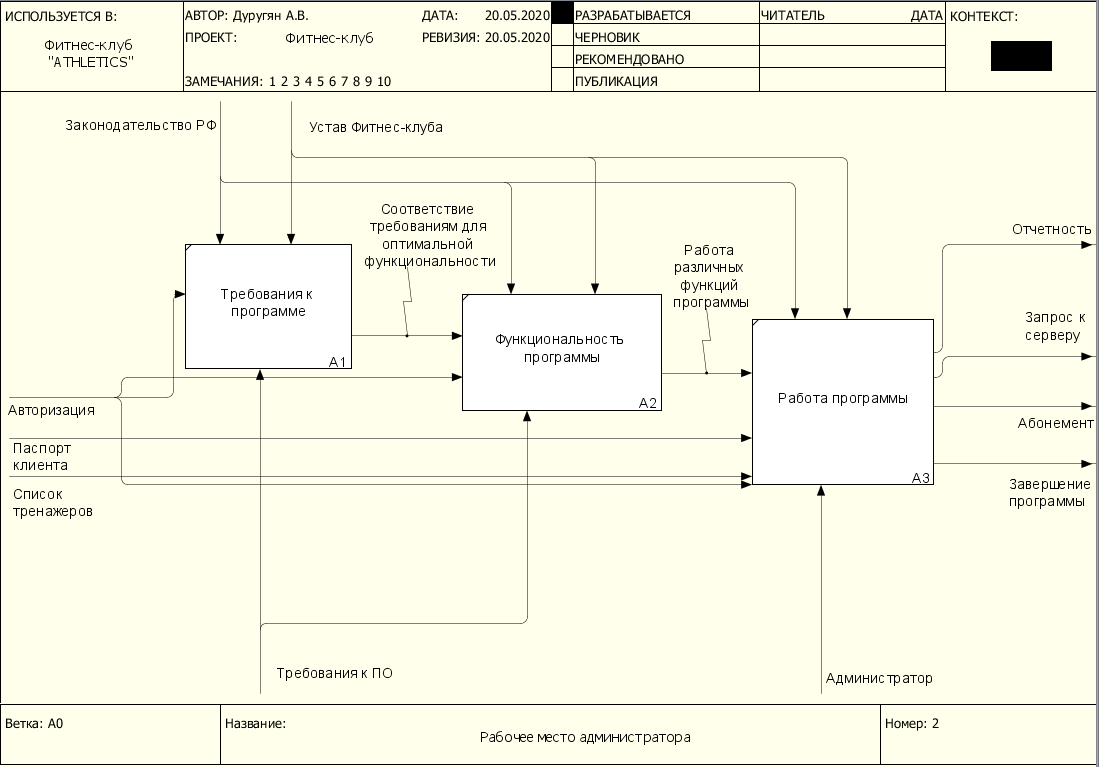 ИСПОЛЬЗУЕТСЯ В:
Фитнес-клуб
"ATHLETICS"
АВТОР: Дуругян А.В.
ДАТА: 20.05.2020
ПРОЕКТ: Фитнес-клуб
РЕВИЗИЯ: 20.05.2020
ЗАМЕЧАНИЯ: 1 2 3 4 5 6 7 8 9 10
РАЗРАБАТЫВАЕТСЯ
ЧЕРНОВИК
РЕКОМЕНДОВАНО
ПУБЛИКАЦИЯ
ЧИТАТЕЛЬ ДАТА
КОНТЕКСТ:
Законодательство РФ
Устав Фитнес-клуба
Соответствие
требованиям для
оптимальной
функциональности
Работа
различных
функций
программы
Отчетность
Запрос к
серверу
Абонемент
Завершение
программы
Требования к
программе
A1
Функциональность
программы
A2
Работа программы
A3
Авторизация
Паспорт
клиента
Список
тренажеров
Требования к ПО
Администратор
Ветка: A0
Название:
Рабочее место администратора
Номер: 2